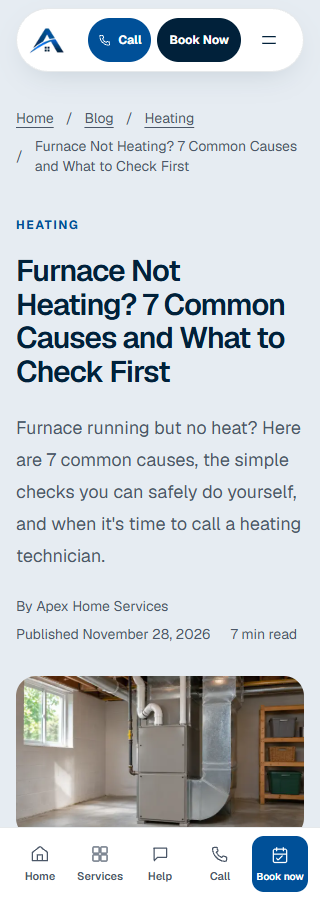 Call
Book Now
Home / Blog / Heating
/ Furnace Not Heating? 7 Common Causes
and What to Check First
HEATING
Furnace Not
Heating? 7 Common
Causes and What to
Check First
Furnace running but no heat? Here
are 7 common causes, the simple
checks you can safely do yourself,
and when it's time to call a heating
technician.
By Apex Home Services
Published November 28, 2026 7 min read
Home
Services
Help
Call
Book now